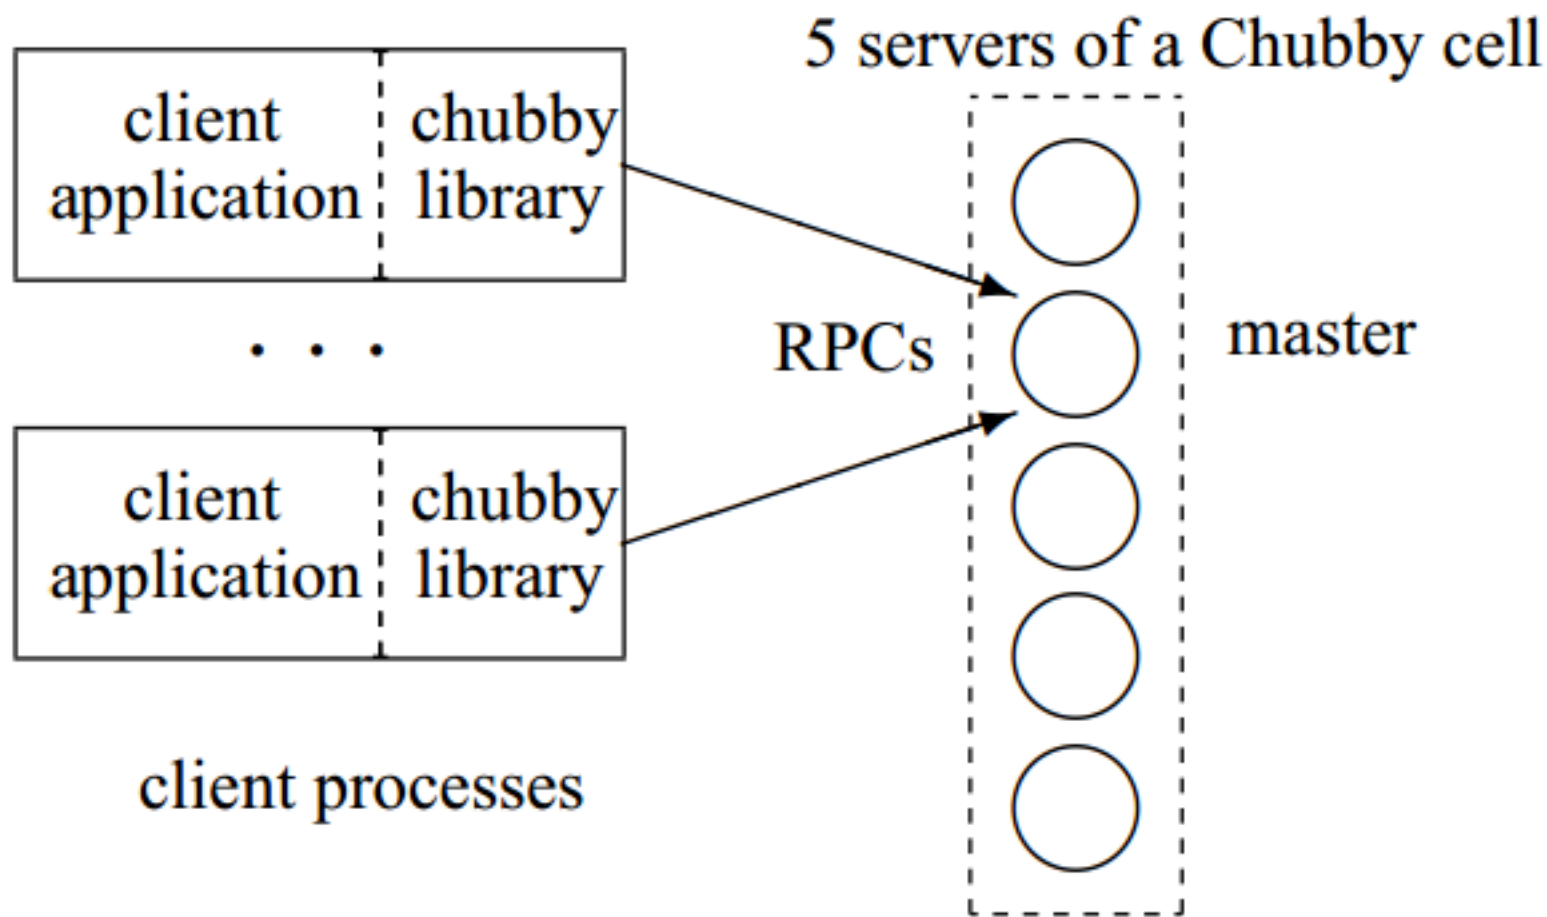 5 servers of a Chubby cell
client
application
chubby
library
. . .
RPCs
master
client
application
chubby
library
client processes